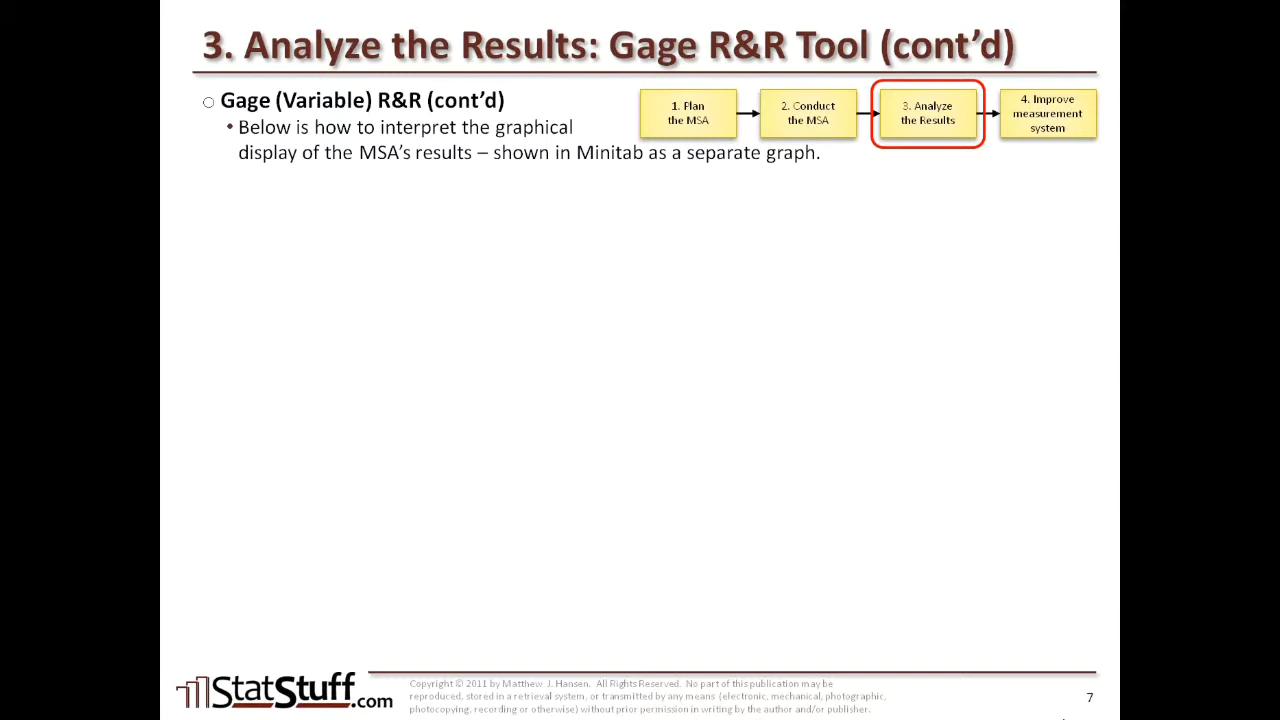 3. Analyze the Results: Gage R&R Tool (cont’d)
○ Gage (Variable) R&R (cont’d)
• Below is how to interpret the graphical
display of the MSA’s results – shown in Minitab as a separate graph.
1. Plan
the MSA
2. Conduct
the MSA
3. Analyze
the Results
4. Improve
measurement
system
StatStuff.com
Copyright © 2011 by Matthew J. Hansen. All Rights Reserved. No part of this publication may be
reproduced, stored in a retrieval system, or transmitted by any means (electronic, mechanical, photographic,
photocopying, recording or otherwise) without prior permission in writing by the author and/or publisher.
7